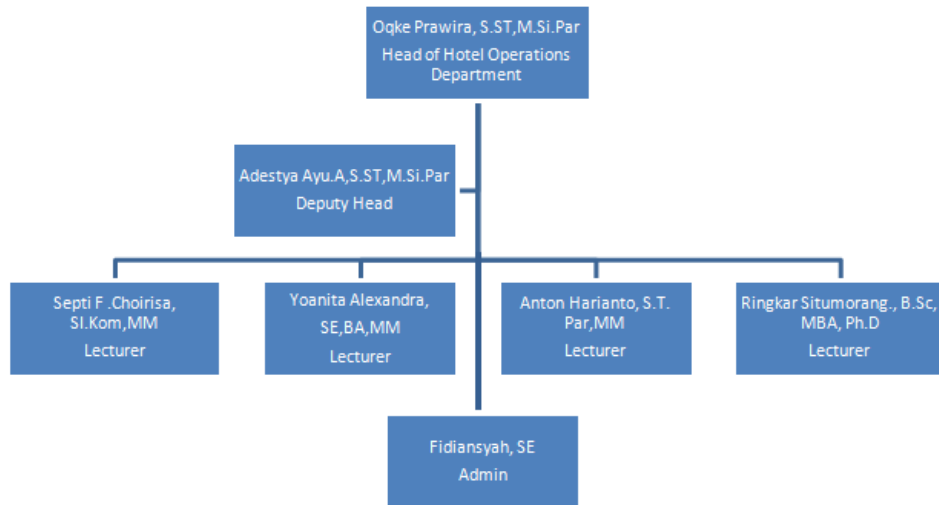 Oqke Prawira, S.ST,M.Si.Par
Head of Hotel Operations
Department
Adestya Ayu.A,S.ST,M.Si.Par
Deputy Head
Septi F .Choirisa,
SI.Kom,MM
Lecturer
Yoanita Alexandra,
SE,BA,MM
Lecturer
Anton Harianto, S.T.
Par,MM
Lecturer
Ringkar Situmorang., B.Sc,
MBA, Ph.D
Lecturer
Fidiansyah, SE
Admin